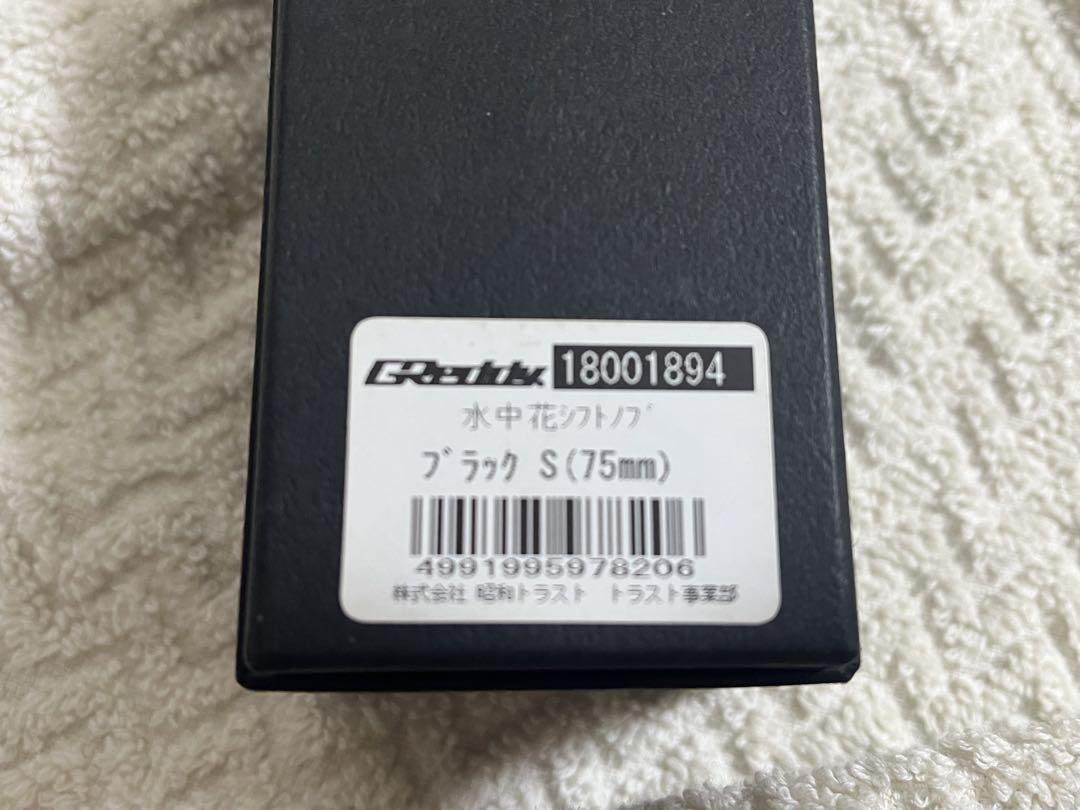 GReddy 18001894
水中花シフトノブ
ブラック S(75mm)
4991995978206
株式会社 昭和トラスト トラスト事業部